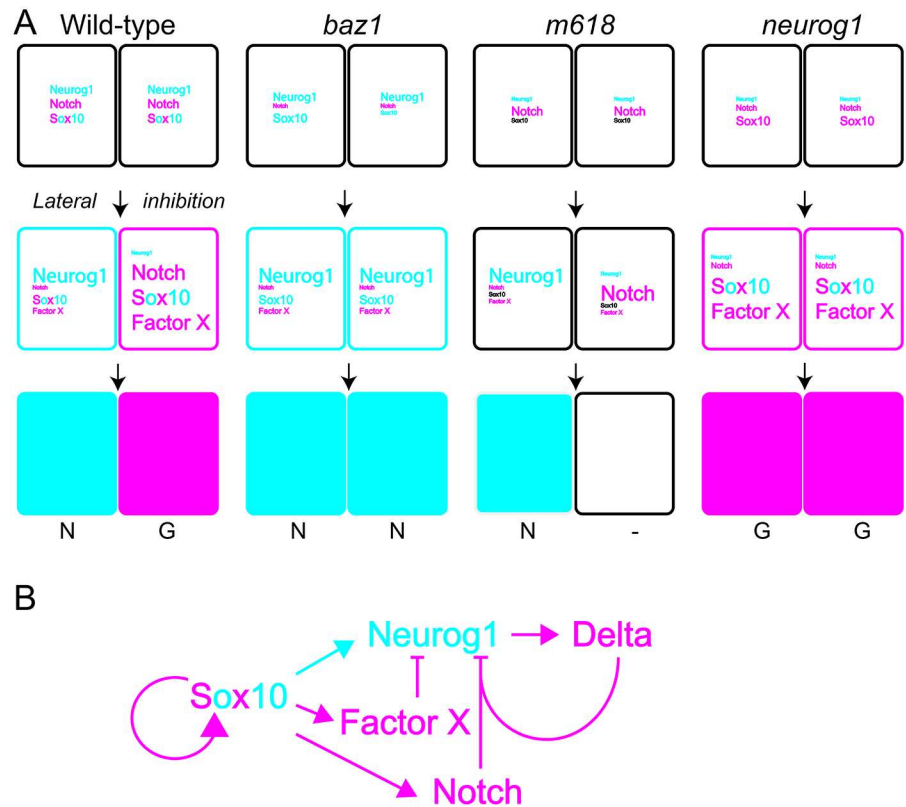 A
Wild-type baz1 m618 neurog1
Neurog1 Neurog1 Neurog1 Neurog1 Neurog1 Neurog1 Neurog1 Neurog1
Notch Notch Notch Notch Notch Notch Notch Notch
Sox10 Sox10 Sox10 Sox10 Sox10 Sox10 Sox10 Sox10
Lateral inhibition
Neurog1 Neurog1 Neurog1 Neurog1 Neurog1 Neurog1 Neurog1 Neurog1
Notch Notch Notch Notch Notch Notch Notch Notch
Sox10 Sox10 Sox10 Sox10 Sox10 Sox10 Sox10 Sox10
Factor X Factor X Factor X Factor X Factor X Factor X Factor X Factor X
N G N N N - G G
B
Neurog1 Delta
Sox10
Factor X
Notch